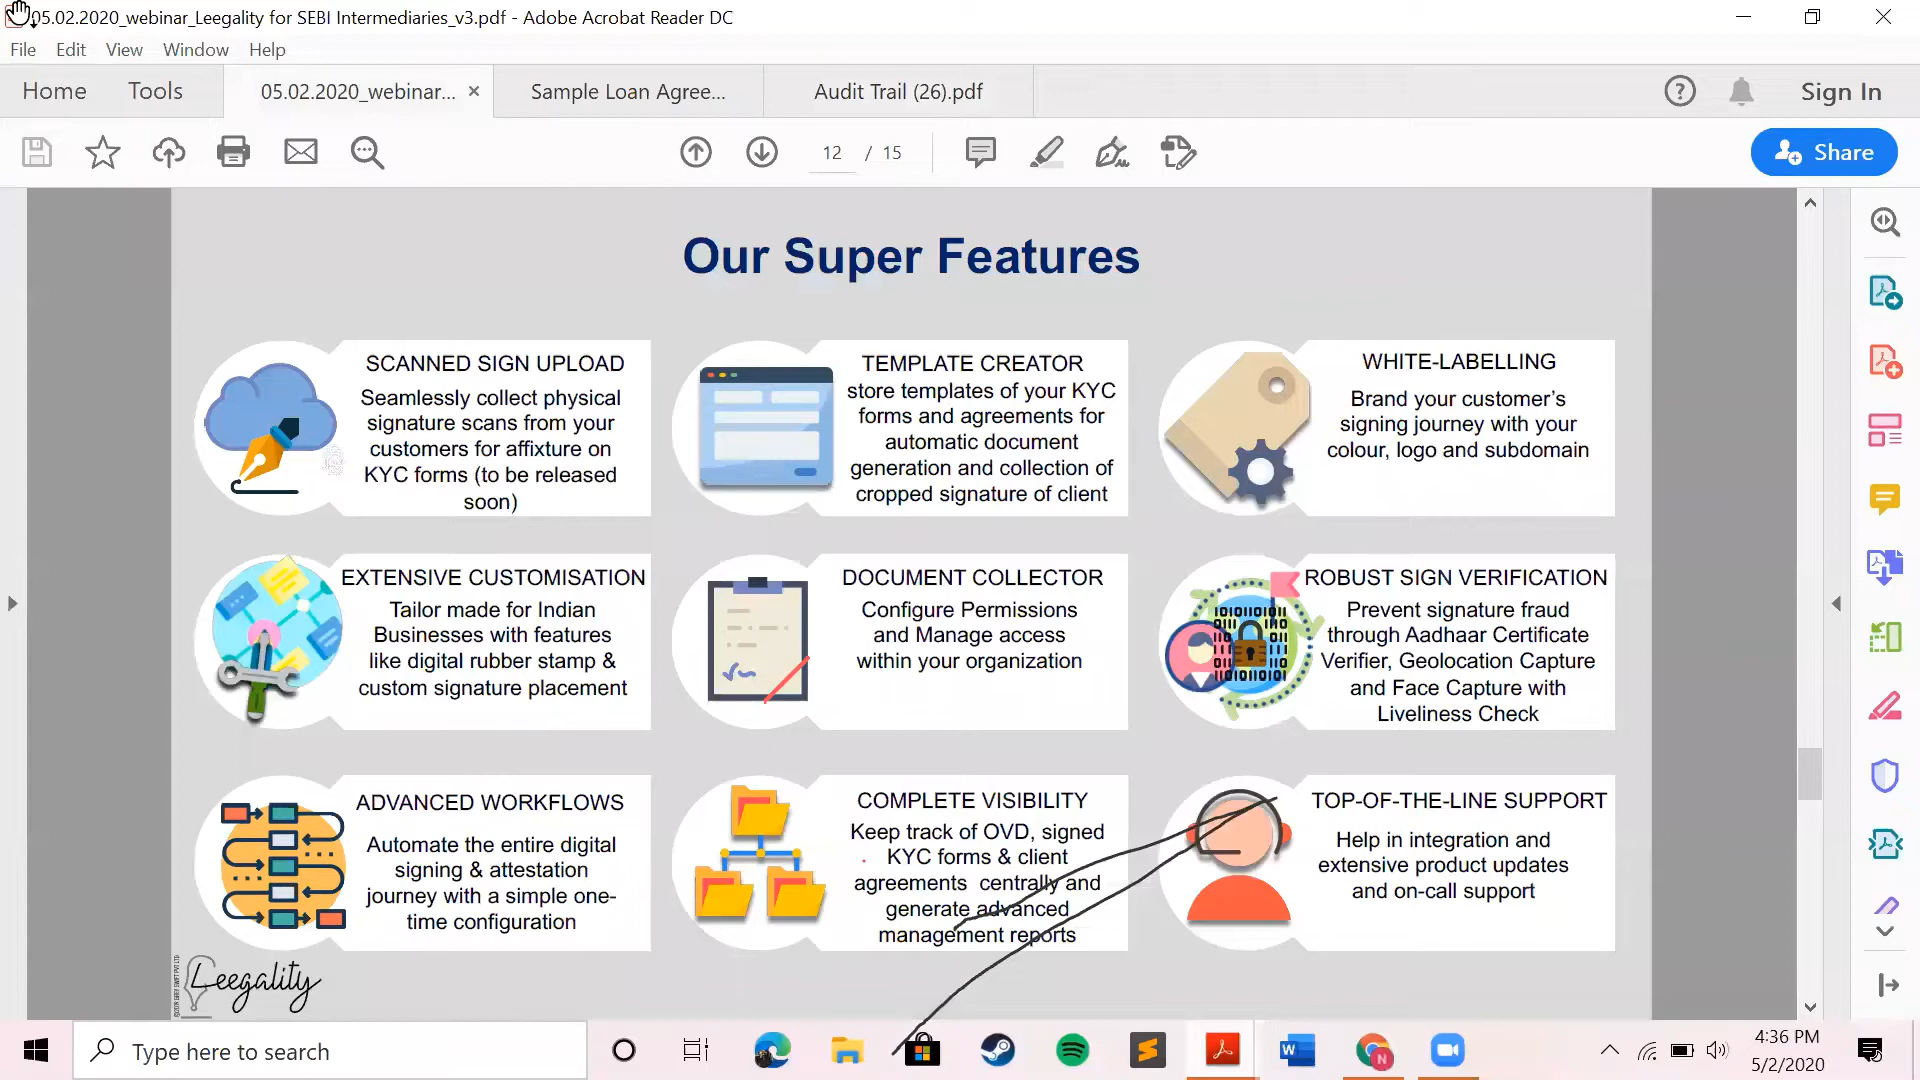 05.02.2020_webinar_Leegality for SEBI Intermediaries_v3.pdf - Adobe Acrobat Reader DC
File Edit View Window Help
Home Tools 05.02.2020_webinar... × Sample Loan Agree... Audit Trail (26).pdf Sign In
12 / 15 Share
Our Super Features
SCANNED SIGN UPLOAD
Seamlessly collect physical
signature scans from your
customers for affixture on
KYC forms (to be released
soon)
TEMPLATE CREATOR
store templates of your KYC
forms and agreements for
automatic document
generation and collection of
cropped signature of client
WHITE-LABELLING
Brand your customer's
signing journey with your
colour, logo and subdomain
EXTENSIVE CUSTOMISATION
Tailor made for Indian
Businesses with features
like digital rubber stamp &
custom signature placement
DOCUMENT COLLECTOR
Configure Permissions
and Manage access
within your organization
ROBUST SIGN VERIFICATION
Prevent signature fraud
through Aadhaar Certificate
Verifier, Geolocation Capture
and Face Capture with
Liveliness Check
ADVANCED WORKFLOWS
Automate the entire digital
signing & attestation
journey with a simple one-
time configuration
COMPLETE VISIBILITY
Keep track of OVD, signed
KYC forms & client
agreements centrally and
generate advanced
management reports
TOP-OF-THE-LINE SUPPORT
Help in integration and
extensive product updates
and on-call support
Leegality
Type here to search
4:36 PM
5/2/2020